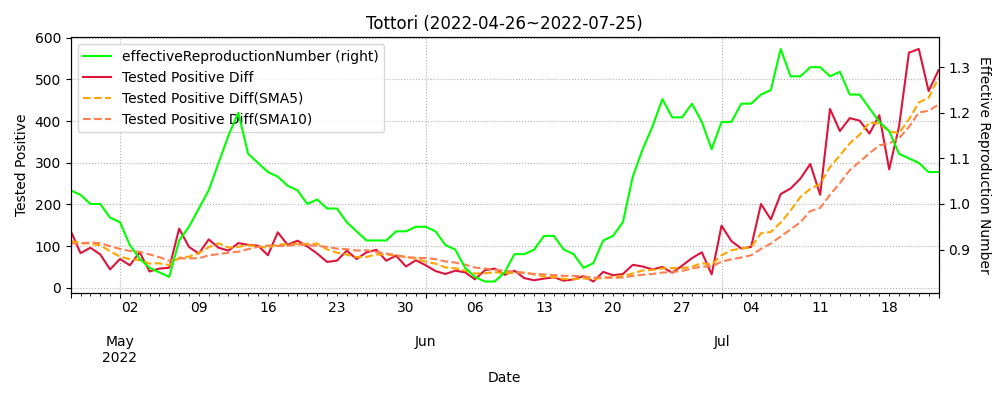 Tottori (2022-04-26~2022-07-25)
effectiveReproductionNumber (right)
Tested Positive Diff
Tested Positive Diff(SMA5)
Tested Positive Diff(SMA10)
Tested Positive
600
500
400
300
200
100
0
1.3
1.2
1.1
1.0
0.9
Effective Reproduction Number
02 09 16 23 30 06 13 20 27 04 11 18
May Jun Jul
2022
Date